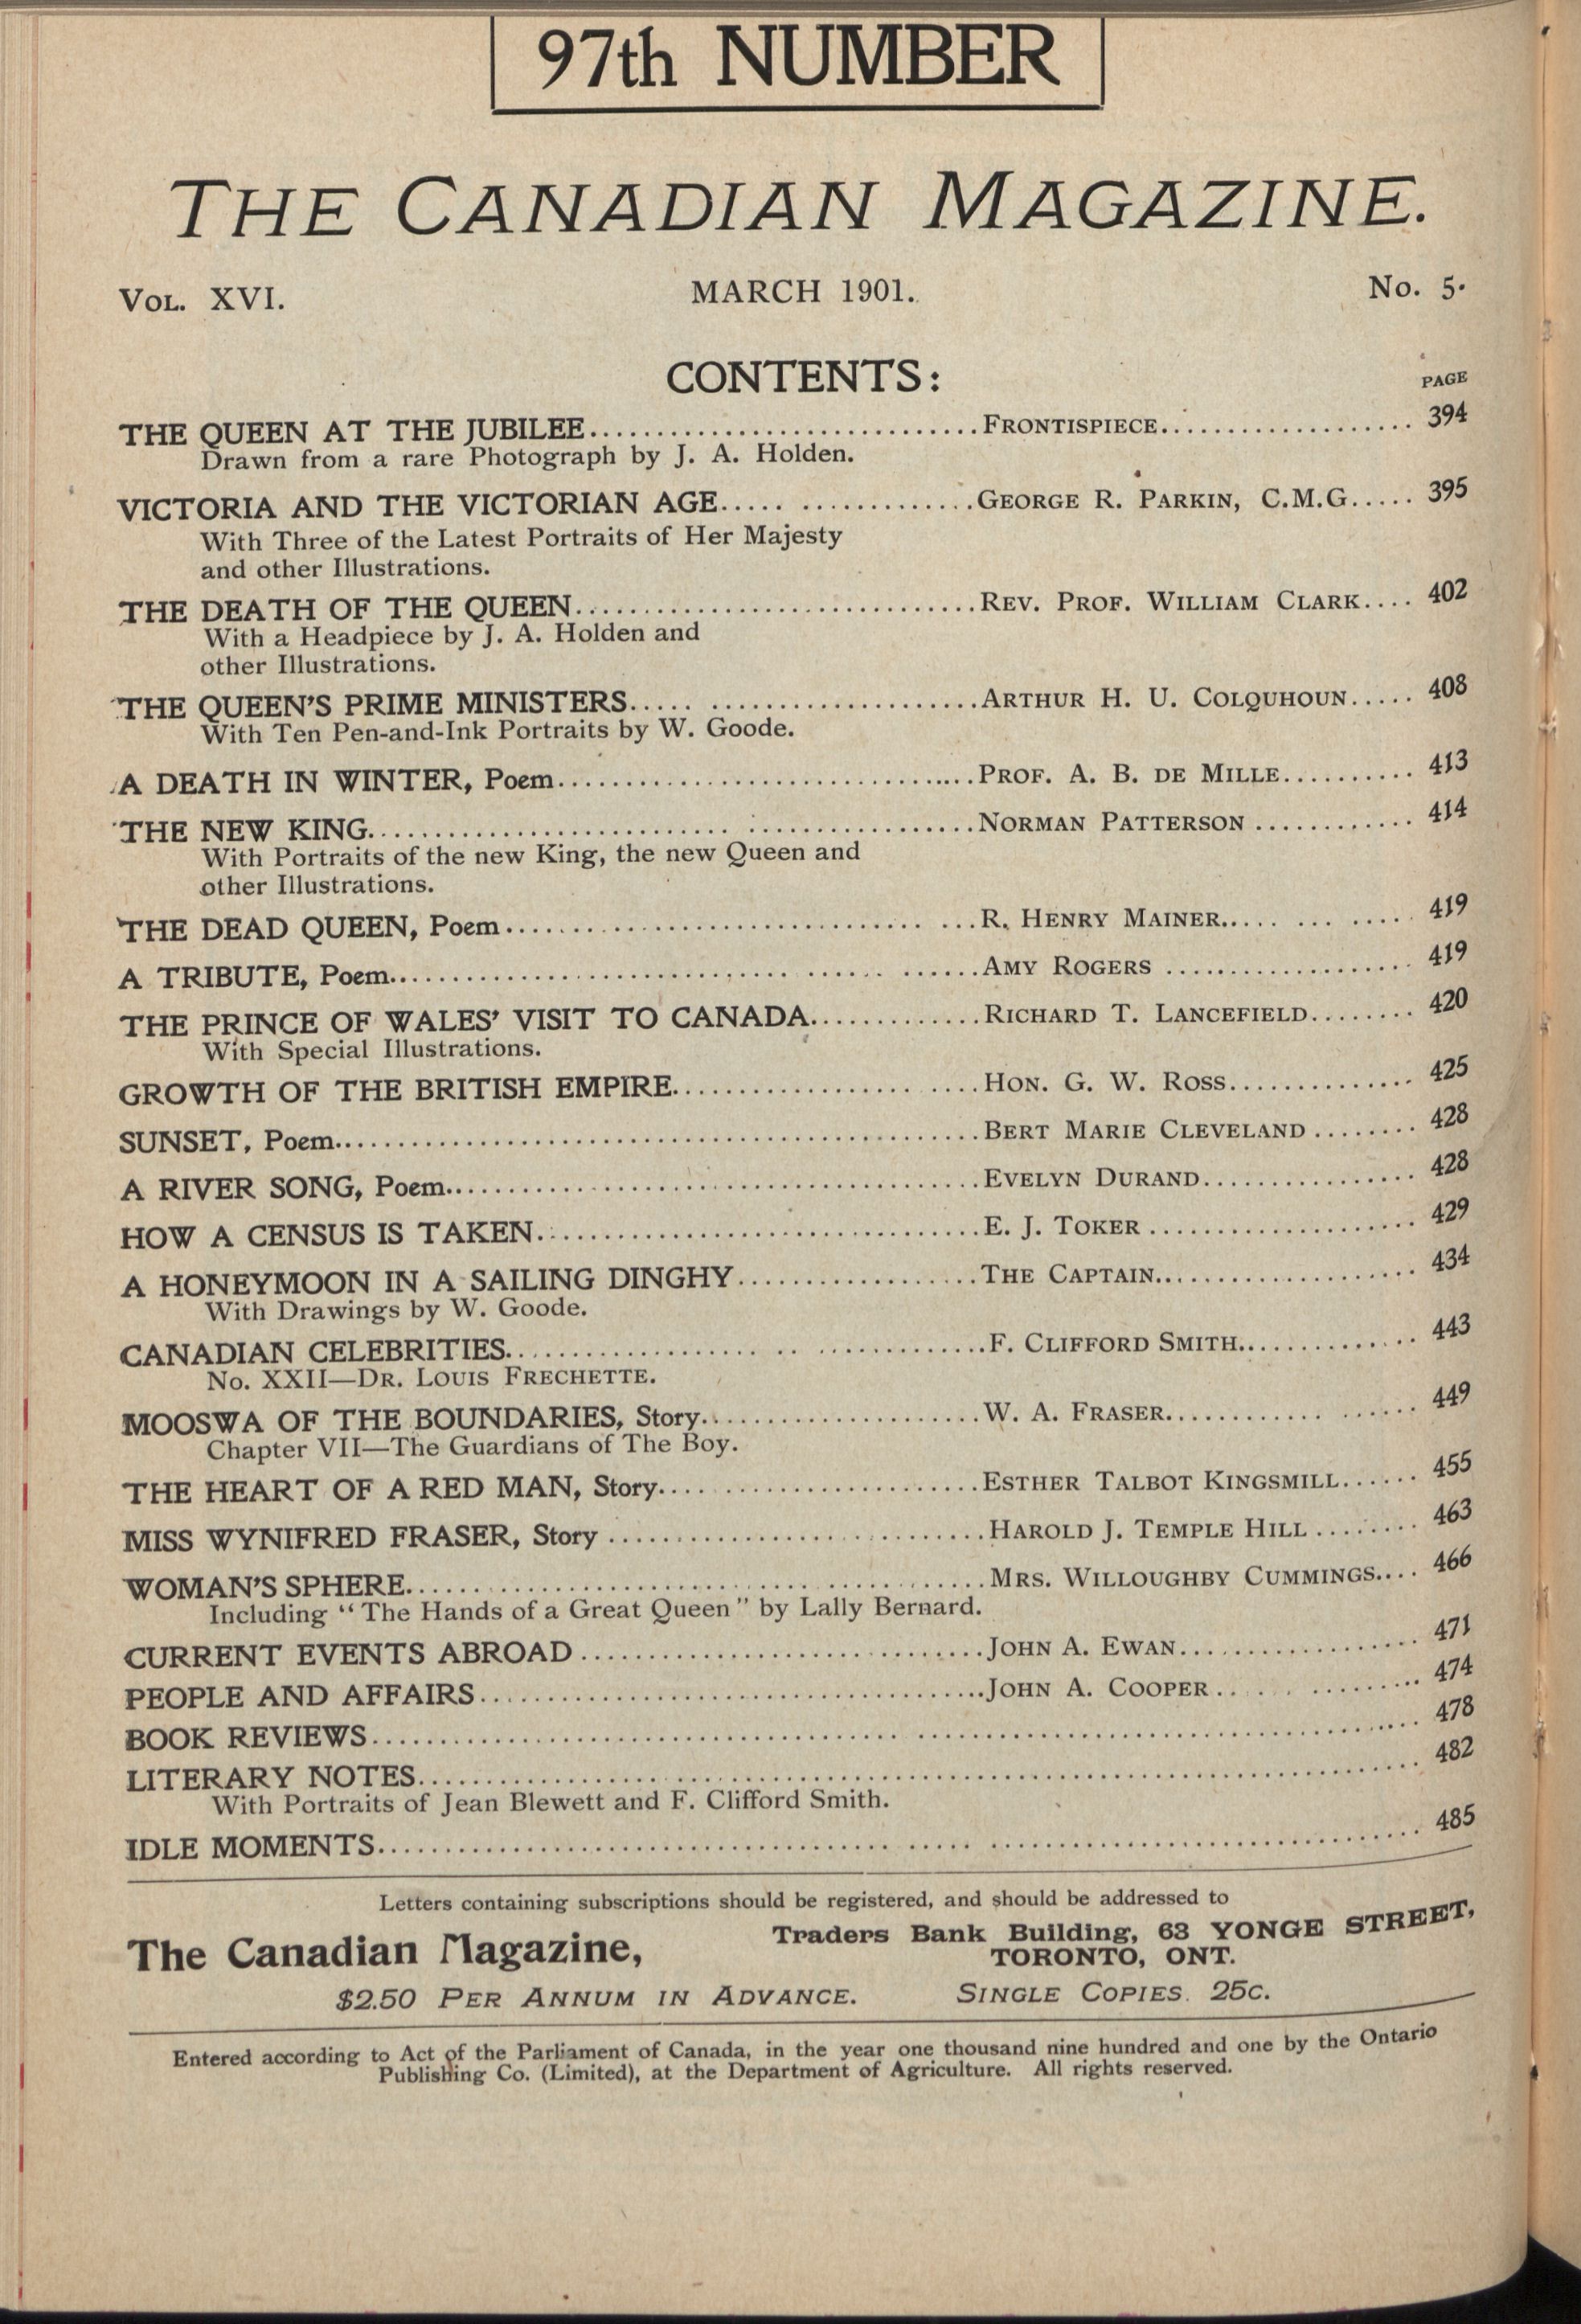 97th NUMBER
THE CANADIAN MAGAZINE.
VOL. XVI. MARCH 1901. No. 5.
CONTENTS:
PAGE
THE QUEEN AT THE JUBILEE........FRONTISPIECE........ 394
Drawn from a rare Photograph by J. A. Holden.
VICTORIA AND THE VICTORIAN AGE........GEORGE R. PARKIN, C.M.G..... 395
With Three of the Latest Portraits of Her Majesty
and other Illustrations.
THE DEATH OF THE QUEEN........REV. PROF. WILLIAM CLARK.... 402
With a Headpiece by J. A. Holden and
other Illustrations.
THE QUEEN'S PRIME MINISTERS........ARTHUR H. U. COLQUHOUN..... 408
With Ten Pen-and-Ink Portraits by W. Goode.
A DEATH IN WINTER, Poem........PROF. A. B. DE MILLE........ 413
THE NEW KING........NORMAN PATTERSON ........ 414
With Portraits of the new King, the new Queen and
other Illustrations.
THE DEAD QUEEN, Poem........R. HENRY MAINER........ 419
A TRIBUTE, Poem........AMY ROGERS ........ 419
THE PRINCE OF WALES' VISIT TO CANADA........RICHARD T. LANCEFIELD........ 420
With Special Illustrations.
GROWTH OF THE BRITISH EMPIRE........HON. G. W. ROSS........ 425
SUNSET, Poem........BERT MARIE CLEVELAND ........ 428
A RIVER SONG, Poem........EVELYN DURAND........ 428
HOW A CENSUS IS TAKEN........E. J. TOKER ........ 429
A HONEYMOON IN A SAILING DINGHY........THE CAPTAIN........ 434
With Drawings by W. Goode.
CANADIAN CELEBRITIES........F. CLIFFORD SMITH........ 443
No. XXII—DR. LOUIS FRECHETTE.
MOOSWA OF THE BOUNDARIES, Story........W. A. FRASER........ 449
Chapter VII—The Guardians of The Boy.
THE HEART OF A RED MAN, Story........ESTHER TALBOT KINGSMILL...... 455
MISS WYNIFRED FRASER, Story ........HAROLD J. TEMPLE HILL ........ 463
WOMAN'S SPHERE........MRS. WILLOUGHBY CUMMINGS.... 466
Including "The Hands of a Great Queen" by Lally Bernard.
CURRENT EVENTS ABROAD ........JOHN A. EWAN........ 471
PEOPLE AND AFFAIRS........JOHN A. COOPER........ 474
BOOK REVIEWS........ 478
LITERARY NOTES........ 482
With Portraits of Jean Blewett and F. Clifford Smith.
IDLE MOMENTS........ 485
Letters containing subscriptions should be registered, and should be addressed to
The Canadian Magazine, Traders Bank Building, 63 YONGE STREET,
TORONTO, ONT.
$2.50 PER ANNUM IN ADVANCE. SINGLE COPIES. 25C.
Entered according to Act of the Parliament of Canada, in the year one thousand nine hundred and one by the Ontario
Publishing Co. (Limited), at the Department of Agriculture. All rights reserved.